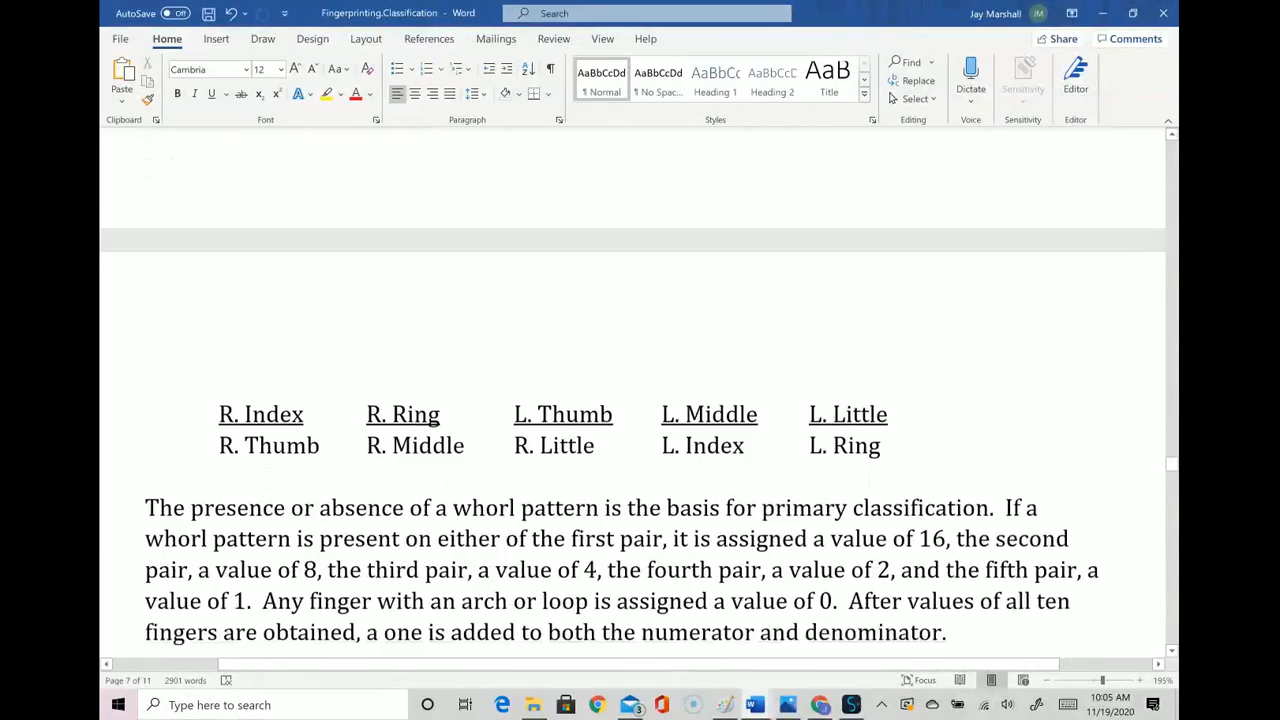 AutoSave Off Fingerprinting.Classification - Word Search Jay Marshall JM
File Home Insert Draw Design Layout References Mailings Review View Help Share Comments
Paste Cambria 12 A A Aa A
B I U ab x₂ x² A A
AaBbCcDd AaBbCcDd AaBbCc AaBbCcD AaB
¶ Normal ¶ No Spac... Heading 1 Heading 2 Title
Find
Replace
Select
Dictate Sensitivity Editor
Clipboard Font Paragraph Styles Editing Voice Sensitivity Editor
R. Index R. Ring L. Thumb L. Middle L. Little
R. Thumb R. Middle R. Little L. Index L. Ring
The presence or absence of a whorl pattern is the basis for primary classification. If a
whorl pattern is present on either of the first pair, it is assigned a value of 16, the second
pair, a value of 8, the third pair, a value of 4, the fourth pair, a value of 2, and the fifth pair, a
value of 1. Any finger with an arch or loop is assigned a value of 0. After values of all ten
fingers are obtained, a one is added to both the numerator and denominator.
Page 7 of 11 2901 words Focus 195%
Type here to search 3 10:05 AM
11/19/2020